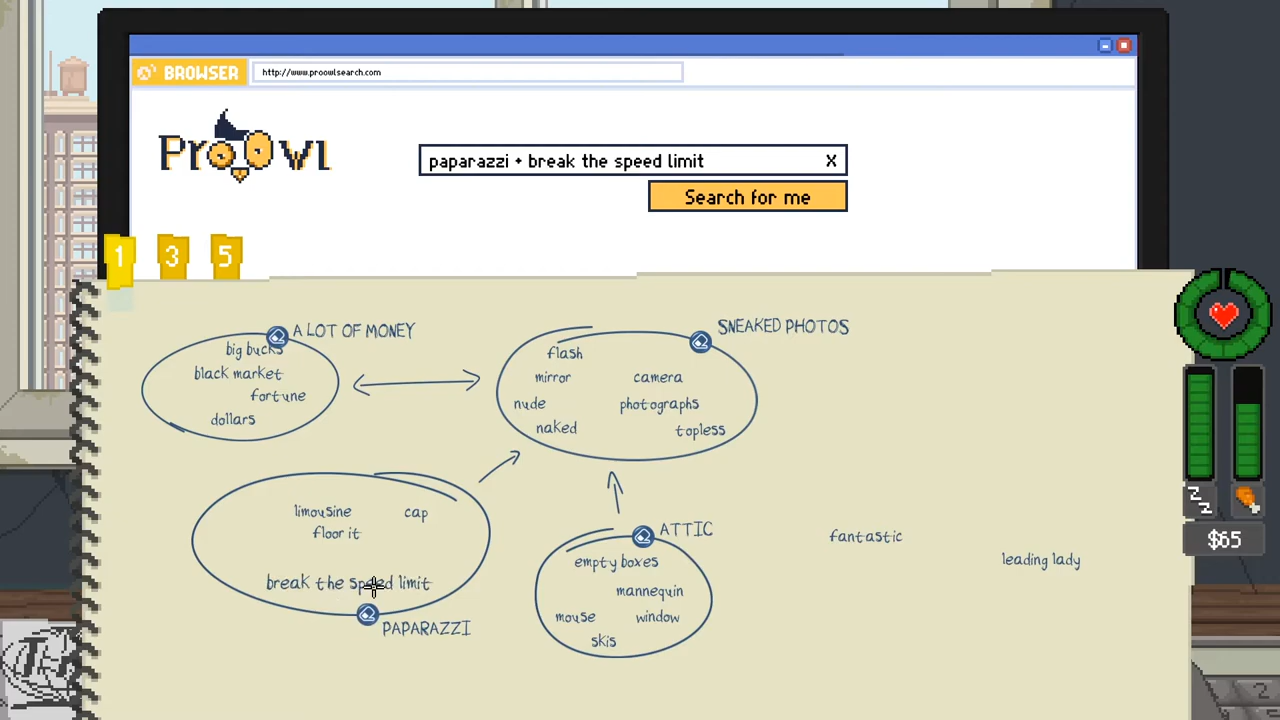 BROWSER
http://www.proowlsearch.com
PrOOwl
paparazzi + break the speed limit X
Search for me
1 3 5
A LOT OF MONEY
big bucks
black market
fortune
dollars
SNEAKED PHOTOS
flash
mirror camera
nude photographs
naked topless
limousine cap
floor it
break the speed limit
PAPARAZZI
ATTIC
empty boxes
mannequin
mouse window
skis
fantastic
leading lady
$65